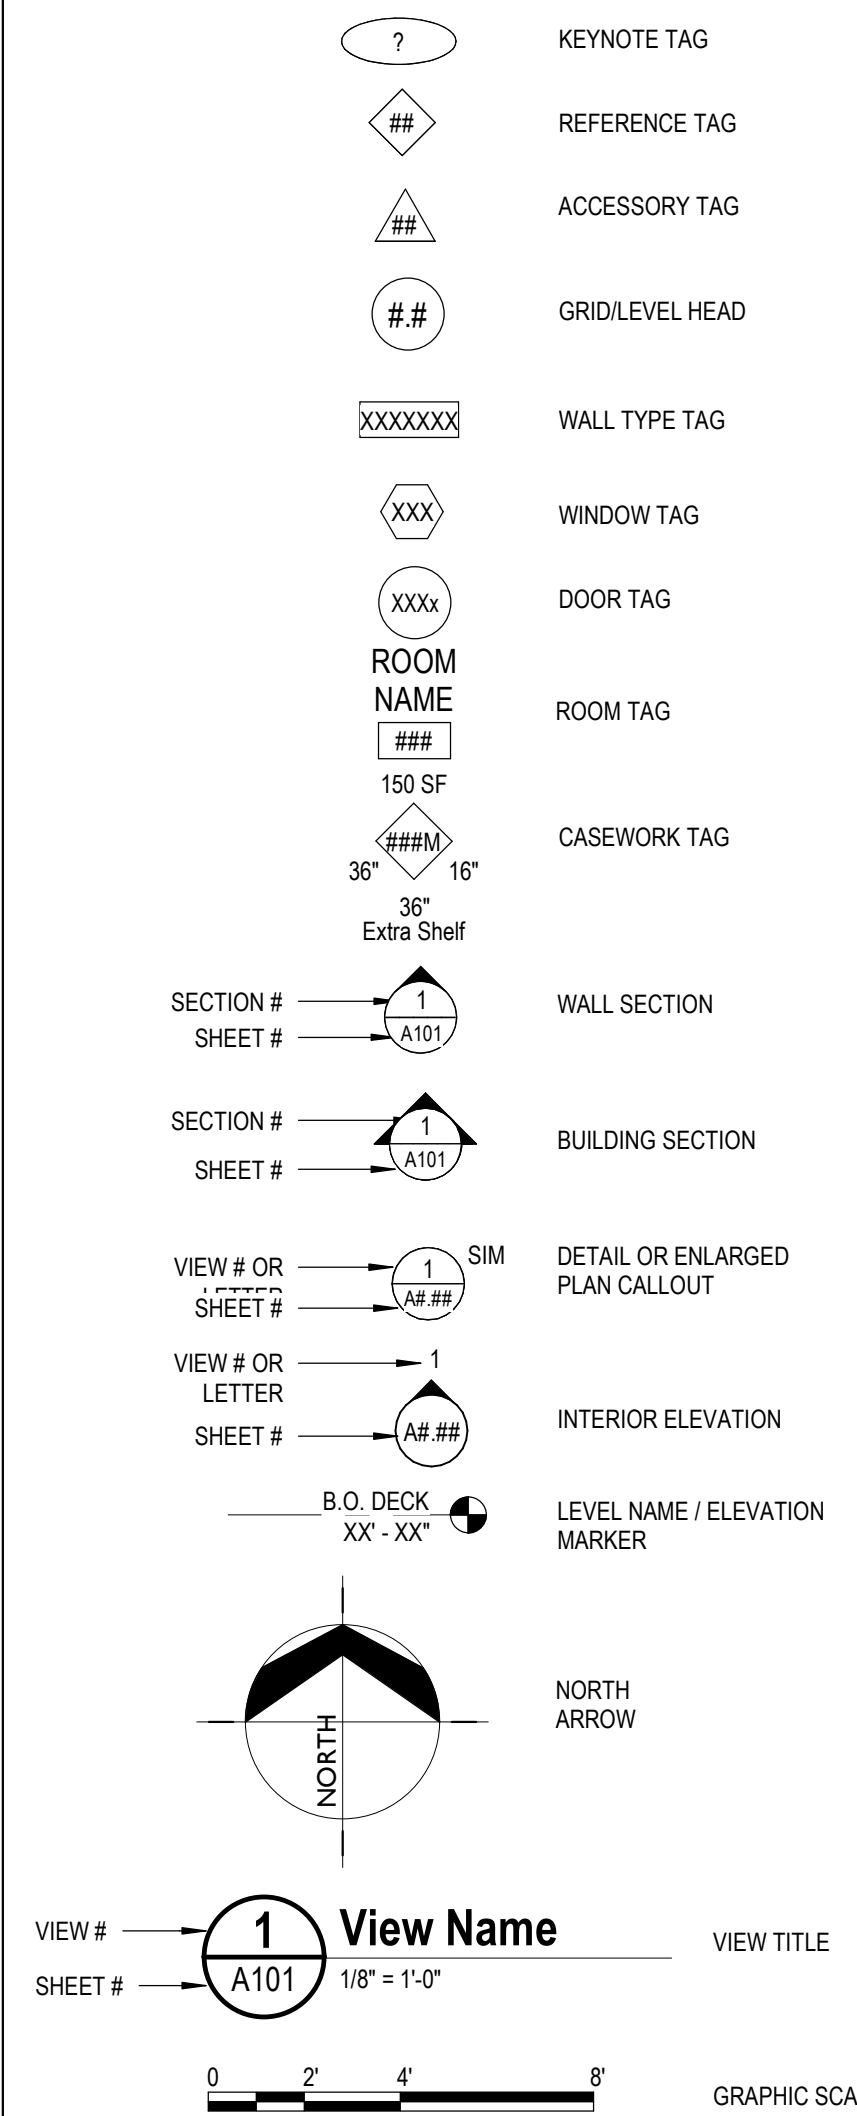 ?
KEYNOTE TAG
##
REFERENCE TAG
##
ACCESSORY TAG
#.#
GRID/LEVEL HEAD
XXXXXXX
WALL TYPE TAG
XXX
WINDOW TAG
XXXx
DOOR TAG
ROOM
NAME
###
150 SF
ROOM TAG
###M
36" 16"
36"
Extra Shelf
CASEWORK TAG
SECTION #
SHEET #
1
A101
WALL SECTION
SECTION #
SHEET #
1
A101
BUILDING SECTION
VIEW # OR
LETTER
SHEET #
1
A#.##
SIM
DETAIL OR ENLARGED
PLAN CALLOUT
VIEW # OR
LETTER
SHEET #
1
A#.##
INTERIOR ELEVATION
B.O. DECK
XX' - XX"
LEVEL NAME / ELEVATION
MARKER
NORTH
NORTH
ARROW
VIEW #
SHEET #
1
A101
View Name
1/8" = 1'-0"
VIEW TITLE
0 2' 4' 8'
GRAPHIC SCA